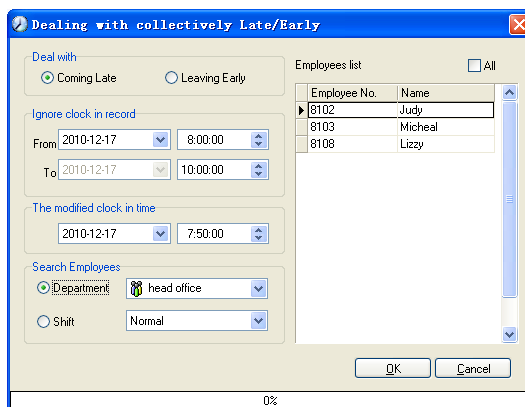 Dealing with collectively Late/Early
Deal with
Coming Late
Leaving Early
Ignore clock in record
From 2010-12-17 8:00:00
To 2010-12-17 10:00:00
The modified clock in time
2010-12-17 7:50:00
Search Employees
Department head office
Shift Normal
Employees list All
Employee No. Name
8102 Judy
8103 Micheal
8108 Lizzy
OK Cancel
0%